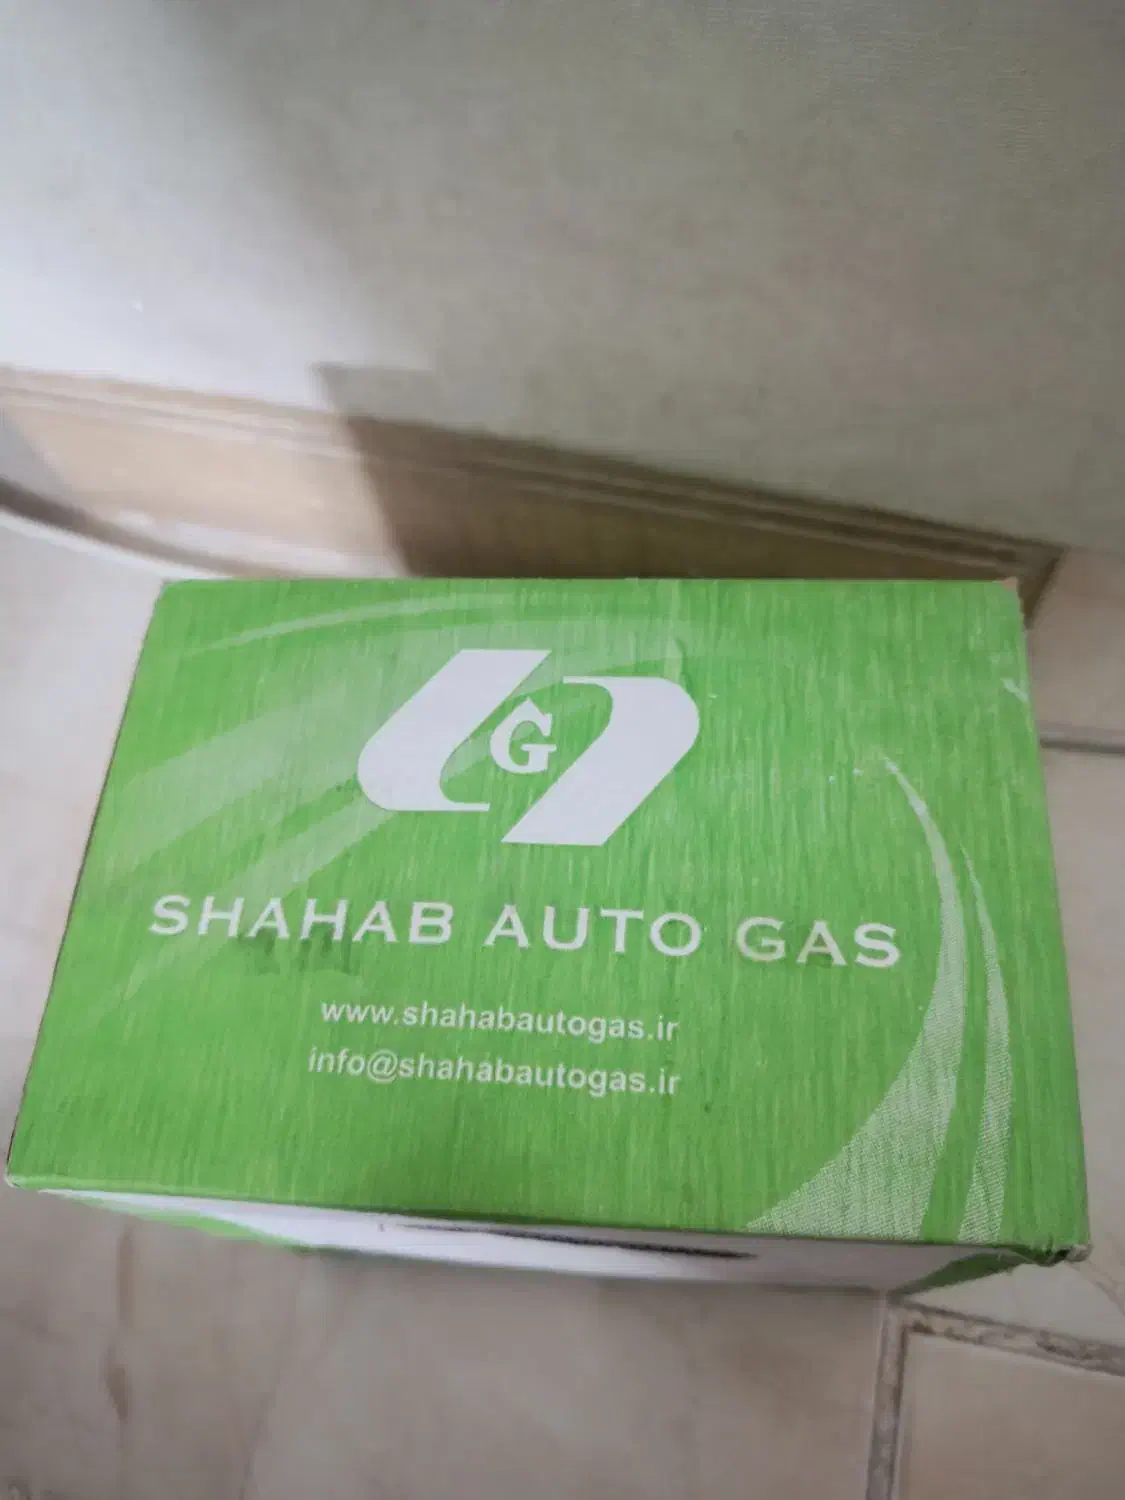 G
SHAHAB AUTO GAS
www.shahabautogas.ir
info@shahabautogas.ir